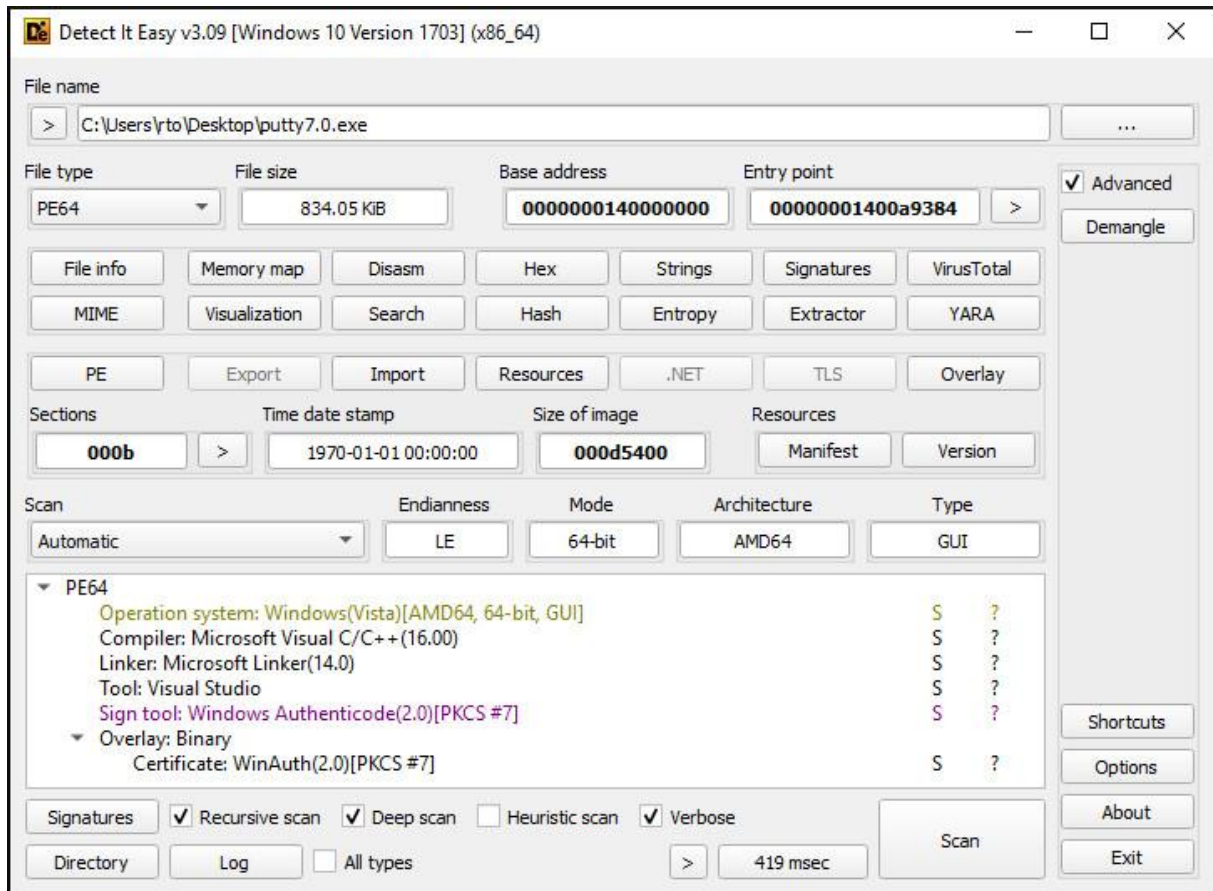 Detect It Easy v3.09 [Windows 10 Version 1703] (x86_64)
File name
> C:\Users\rto\Desktop\putty7.0.exe ...
File type File size Base address Entry point
PE64 834.05 KiB 0000000140000000 00000001400a9384 >
Advanced
Demangle
File info Memory map Disasm Hex Strings Signatures VirusTotal
MIME Visualization Search Hash Entropy Extractor YARA
PE Export Import Resources .NET TLS Overlay
Sections Time date stamp Size of image Resources
000b > 1970-01-01 00:00:00 000d5400 Manifest Version
Scan Endianness Mode Architecture Type
Automatic LE 64-bit AMD64 GUI
PE64
Operation system: Windows(Vista)[AMD64, 64-bit, GUI] S ?
Compiler: Microsoft Visual C/C++(16.00) S ?
Linker: Microsoft Linker(14.0) S ?
Tool: Visual Studio S ?
Sign tool: Windows Authenticode(2.0)[PKCS #7] S ?
Overlay: Binary
Certificate: WinAuth(2.0)[PKCS #7] S ?
Shortcuts
Options
About
Exit
Signatures Recursive scan Deep scan Heuristic scan Verbose
Directory Log All types > 419 msec Scan